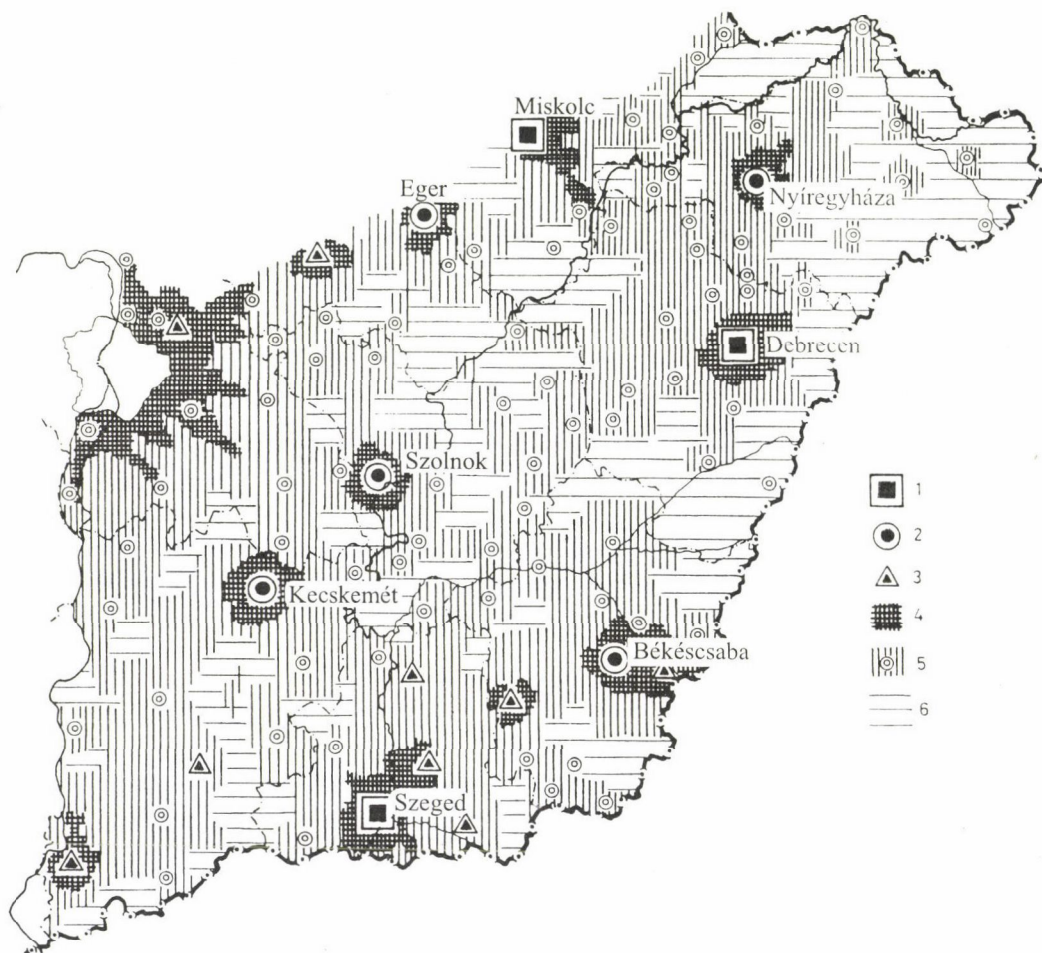 Miskolc
Eger
Nyíregyháza
Debrecen
Szolnok
Kecskemét
Békéscsaba
Szeged
1
2
3
4
5
6